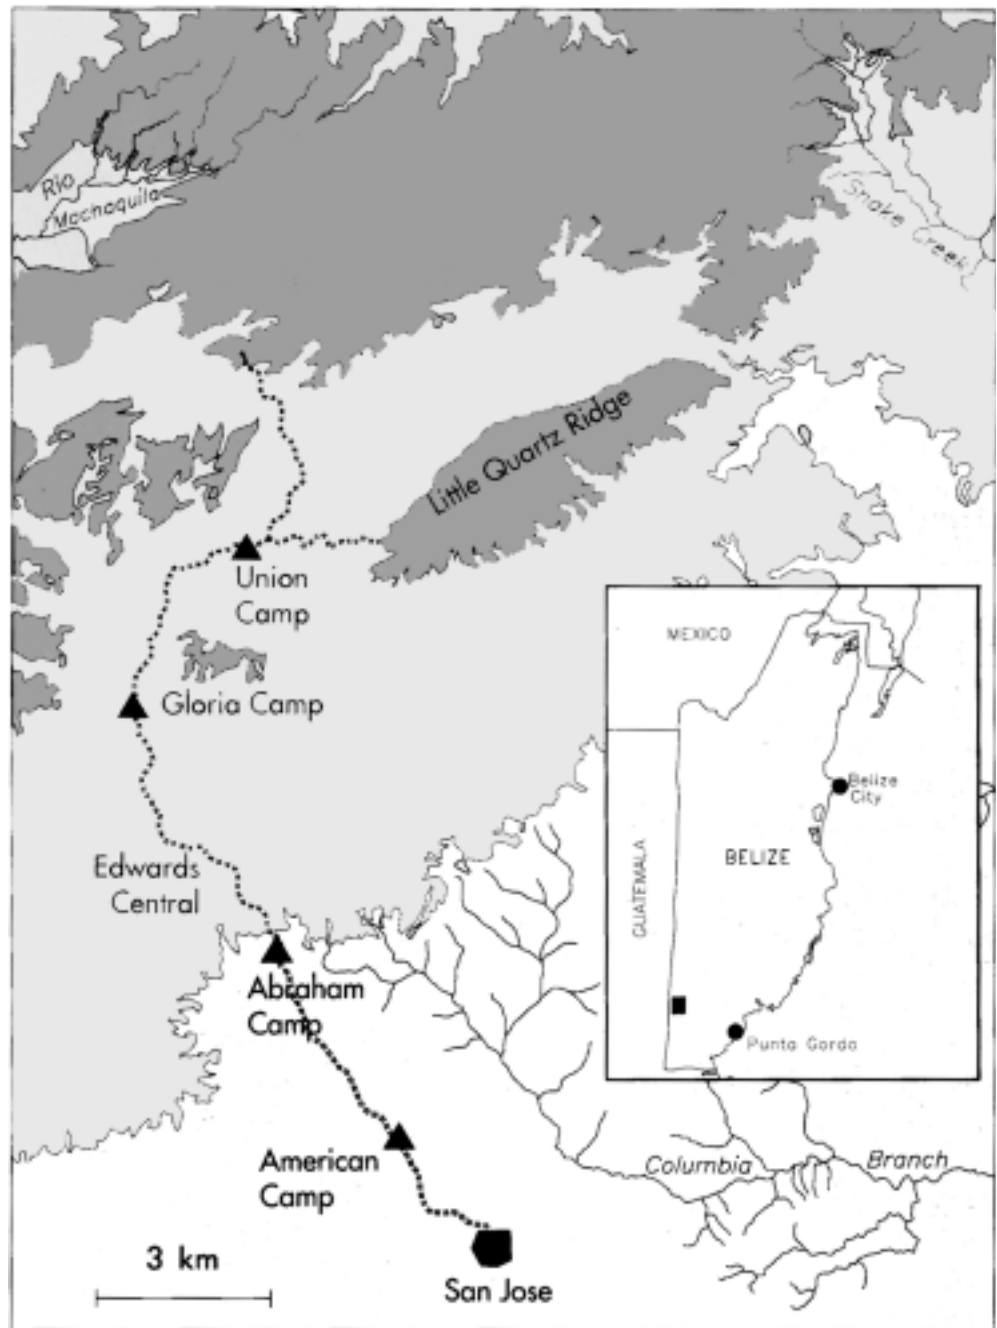 Rio
Machaquila
Snake Creek
Little Quartz Ridge
Union
Camp
Gloria Camp
MEXICO
Belize
City
GUATEMALA
BELIZE
Punta Gorda
Edwards
Central
Abraham
Camp
American
Camp
Columbia Branch
3 km
San Jose